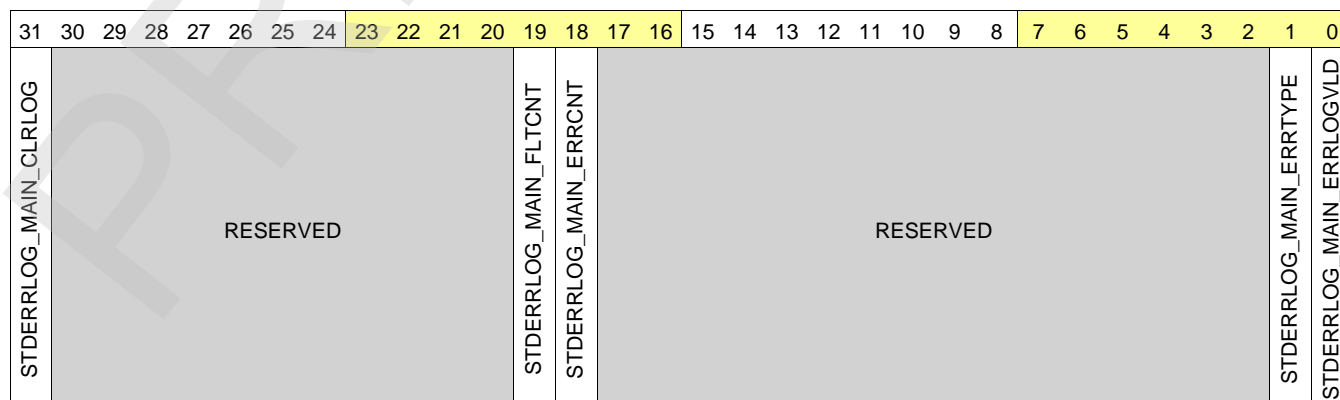 31 30 29 28 27 26 25 24 23 22 21 20 19 18 17 16 15 14 13 12 11 10 9 8 7 6 5 4 3 2 1 0
STDERRLOG_MAIN_CLRLOG
RESERVED
STDERRLOG_MAIN_FLTCNT
STDERRLOG_MAIN_ERRCNT
RESERVED
STDERRLOG_MAIN_ERRTYPE
STDERRLOG_MAIN_ERRLOGVLD